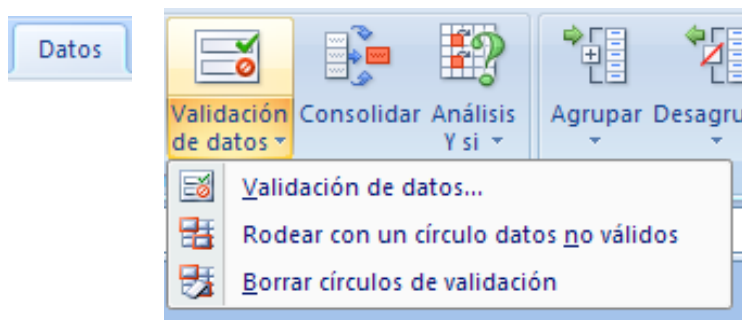 Datos
Validación de datos
Consolidar
Análisis Y si
Agrupar
Desagru
Validación de datos...
Rodear con un círculo datos no válidos
Borrar círculos de validación